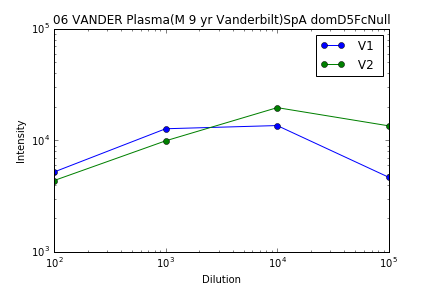 06 VANDER Plasma(M 9 yr Vanderbilt)SpA domD5FcNull
10^5
V1
V2
10^4
Intensity
10^3
10^2
10^3
10^4
10^5
Dilution